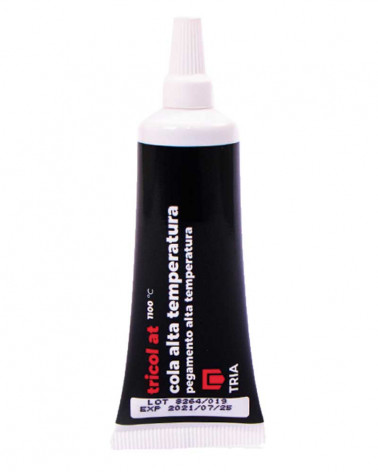 tricol at 1100 °C
cola alta temperatura
pegamento alta temperatura
TRIA
LOT 8264/019
EXP 2021/07/25